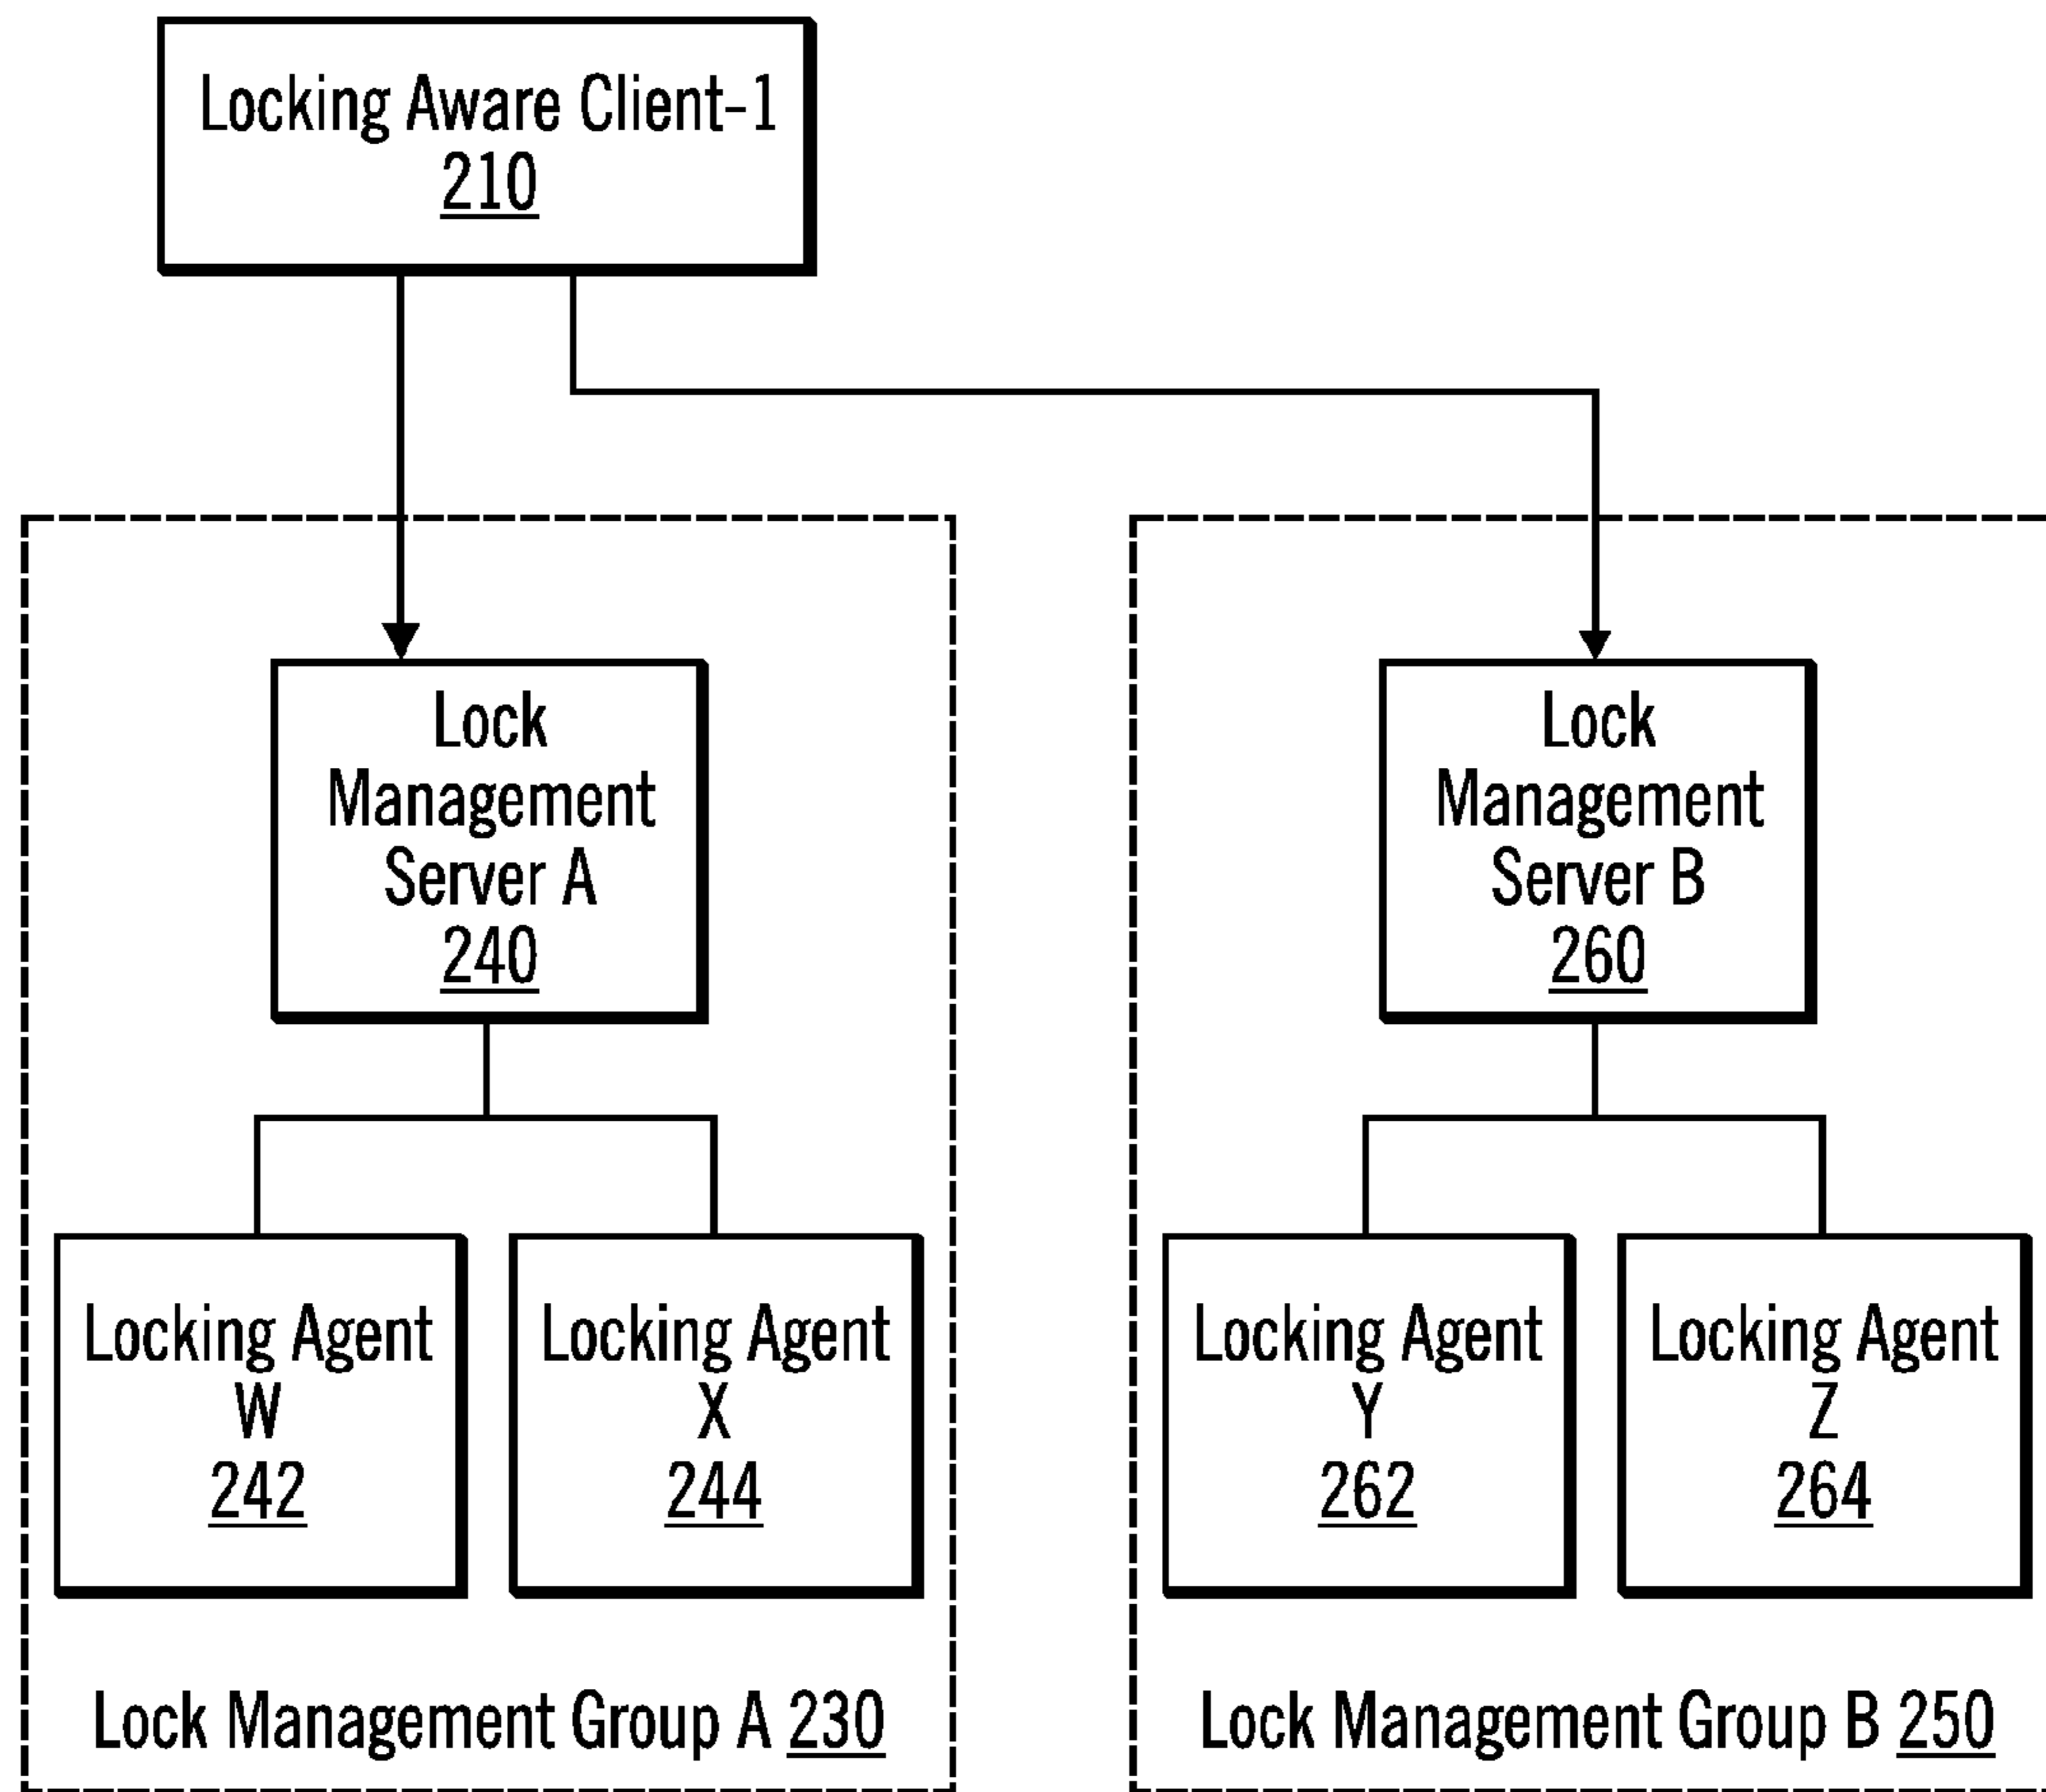 Locking Aware Client-1
210
Lock
Management
Server A
240
Locking Agent
W
242
Locking Agent
X
244
Lock Management Group A 230
Lock
Management
Server B
260
Locking Agent
Y
262
Locking Agent
Z
264
Lock Management Group B 250